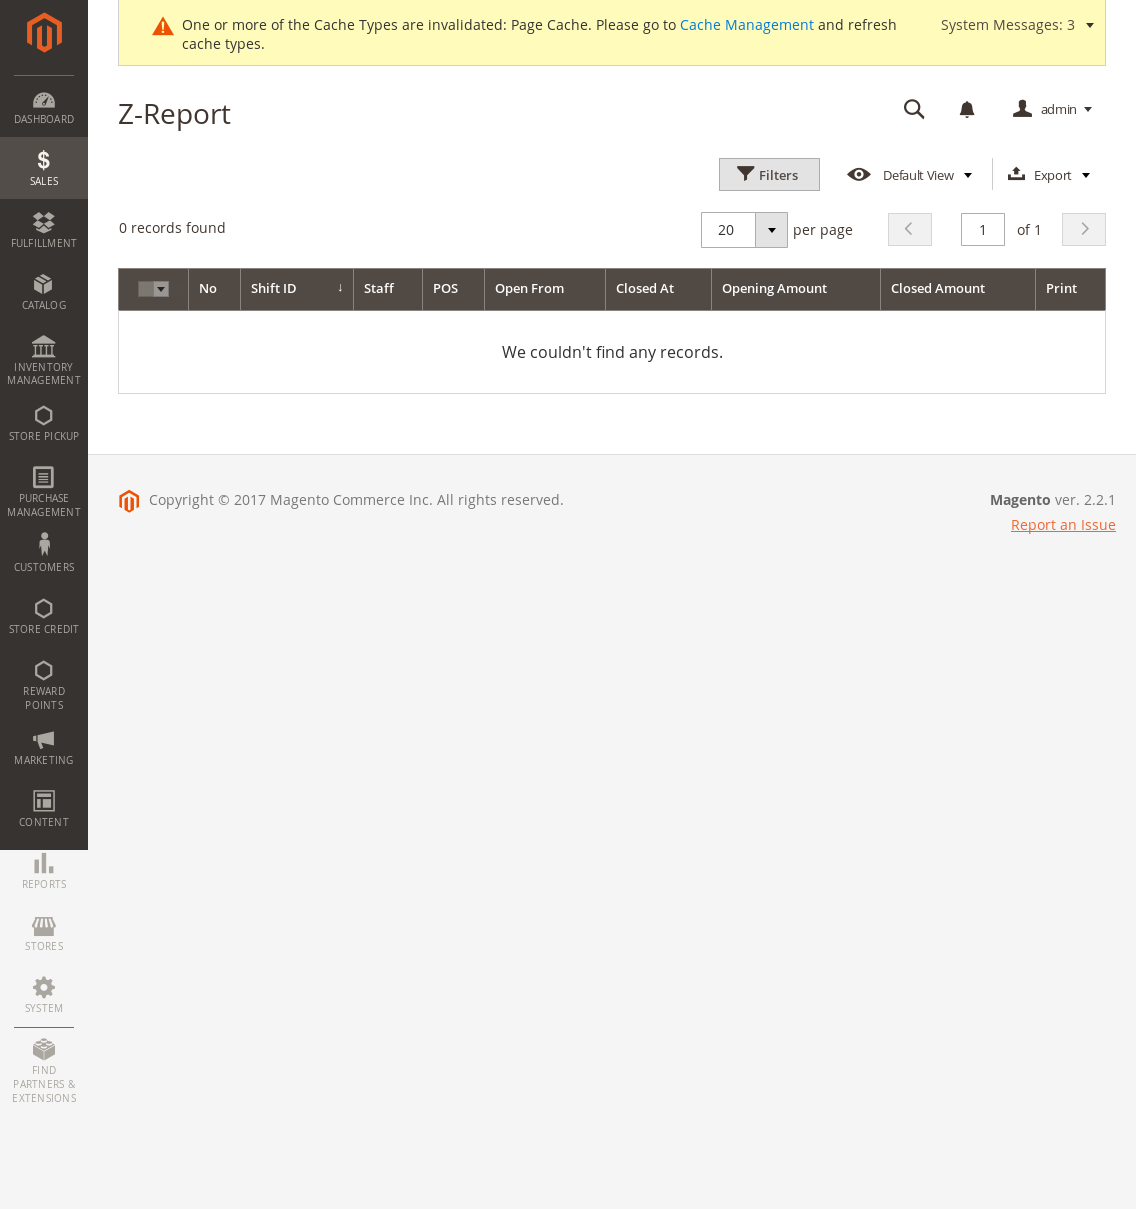 One or more of the Cache Types are invalidated: Page Cache. Please go to Cache Management and refresh
cache types.
System Messages: 3
Z-Report
admin
Filters
Default View
Export
0 records found
20
per page
1
of 1
No
Shift ID
↓
Staff
POS
Open From
Closed At
Opening Amount
Closed Amount
Print
We couldn't find any records.
Copyright © 2017 Magento Commerce Inc. All rights reserved.
Magento ver. 2.2.1
Report an Issue
DASHBOARD
$
SALES
FULFILLMENT
CATALOG
INVENTORY
MANAGEMENT
STORE PICKUP
PURCHASE
MANAGEMENT
CUSTOMERS
STORE CREDIT
REWARD
POINTS
MARKETING
CONTENT
REPORTS
STORES
SYSTEM
FIND
PARTNERS &
EXTENSIONS